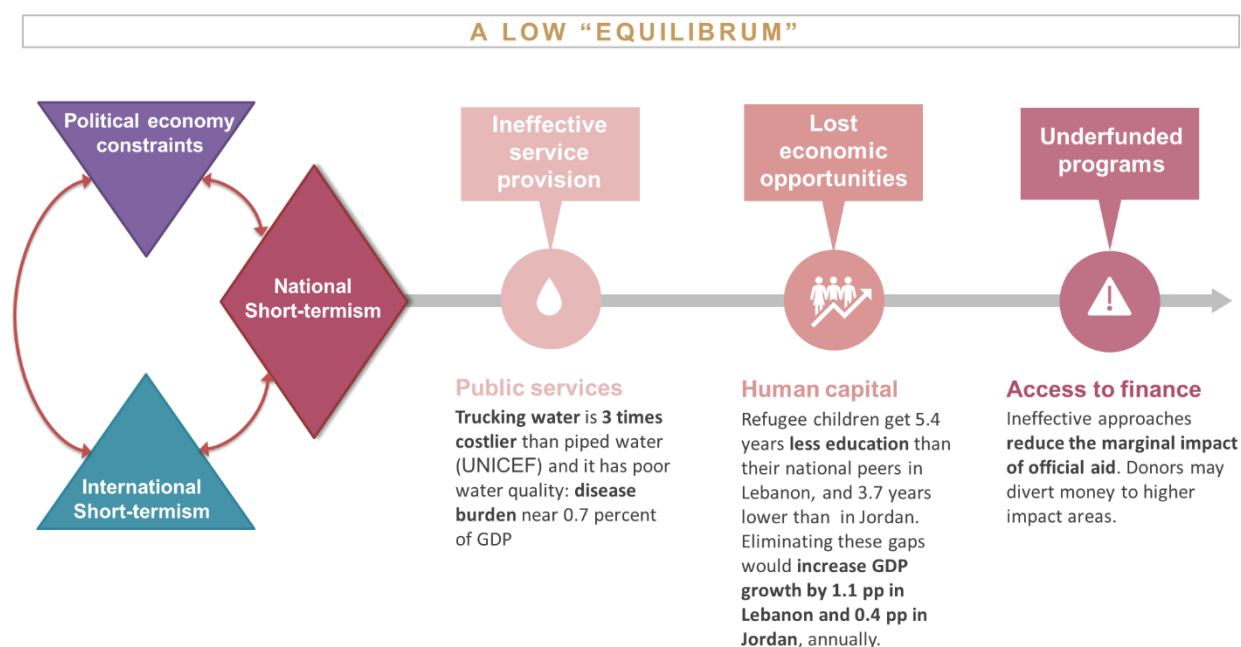 A LOW “EQUILIBRUM”
Political economy
constraints
National
Short-termism
International
Short-termism
Ineffective
service
provision
Lost
economic
opportunities
Underfunded
programs
Public services
Trucking water is 3 times
costlier than piped water
(UNICEF) and it has poor
water quality: disease
burden near 0.7 percent
of GDP
Human capital
Refugee children get 5.4
years less education than
their national peers in
Lebanon, and 3.7 years
lower than in Jordan.
Eliminating these gaps
would increase GDP
growth by 1.1 pp in
Lebanon and 0.4 pp in
Jordan, annually.
Access to finance
Ineffective approaches
reduce the marginal impact
of official aid. Donors may
divert money to higher
impact areas.